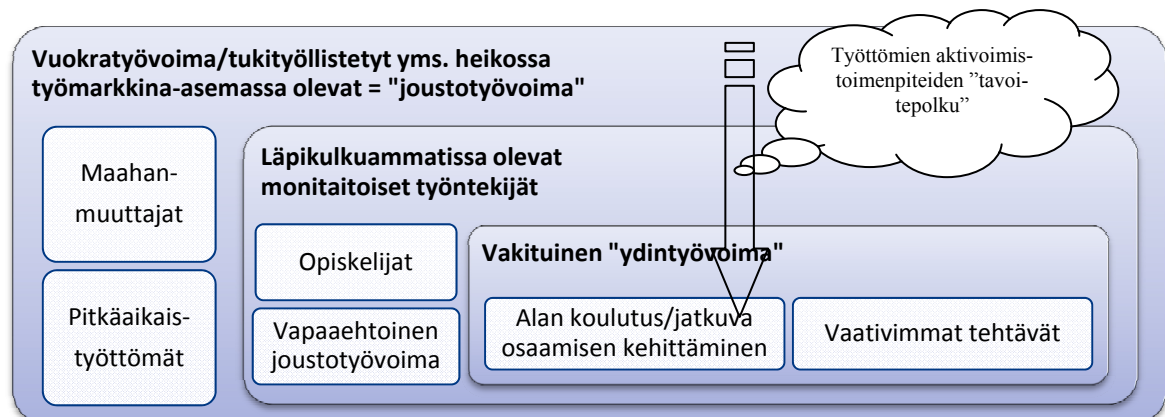 Vuokratyövoima/tukityöllistetyt yms. heikossa
työmarkkina-asemassa olevat = "joustotyövoima"
Työttömien aktivoimis-
toimenpiteiden ”tavoi-
tepolku”
Maahan-
muuttajat
Pitkäaikais-
työttömät
Läpikulkuammatissa olevat
monitaitoiset työntekijät
Opiskelijat
Vapaaehtoinen
joustotyövoima
Vakituinen "ydintyövoima"
Alan koulutus/jatkuva
osaamisen kehittäminen
Vaativimmat tehtävät